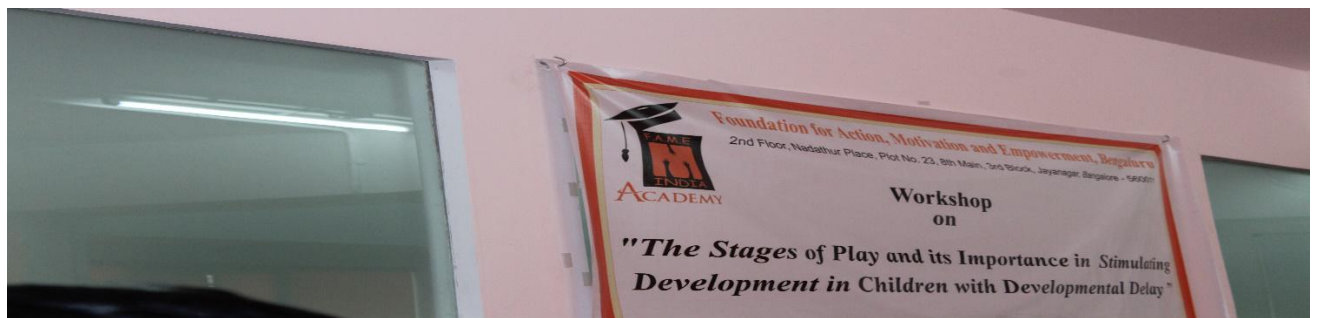 Foundation for Action, Motivation and Empowerment, Bengaluru
2nd Floor, Nadathur Place, Plot No. 23, 8th Main, 3rd Block, Jayanagar, Bangalore - 560011
F.A.M.E
INDIA
ACADEMY
Workshop
on
"The Stages of Play and its Importance in Stimulating
Development in Children with Developmental Delay"